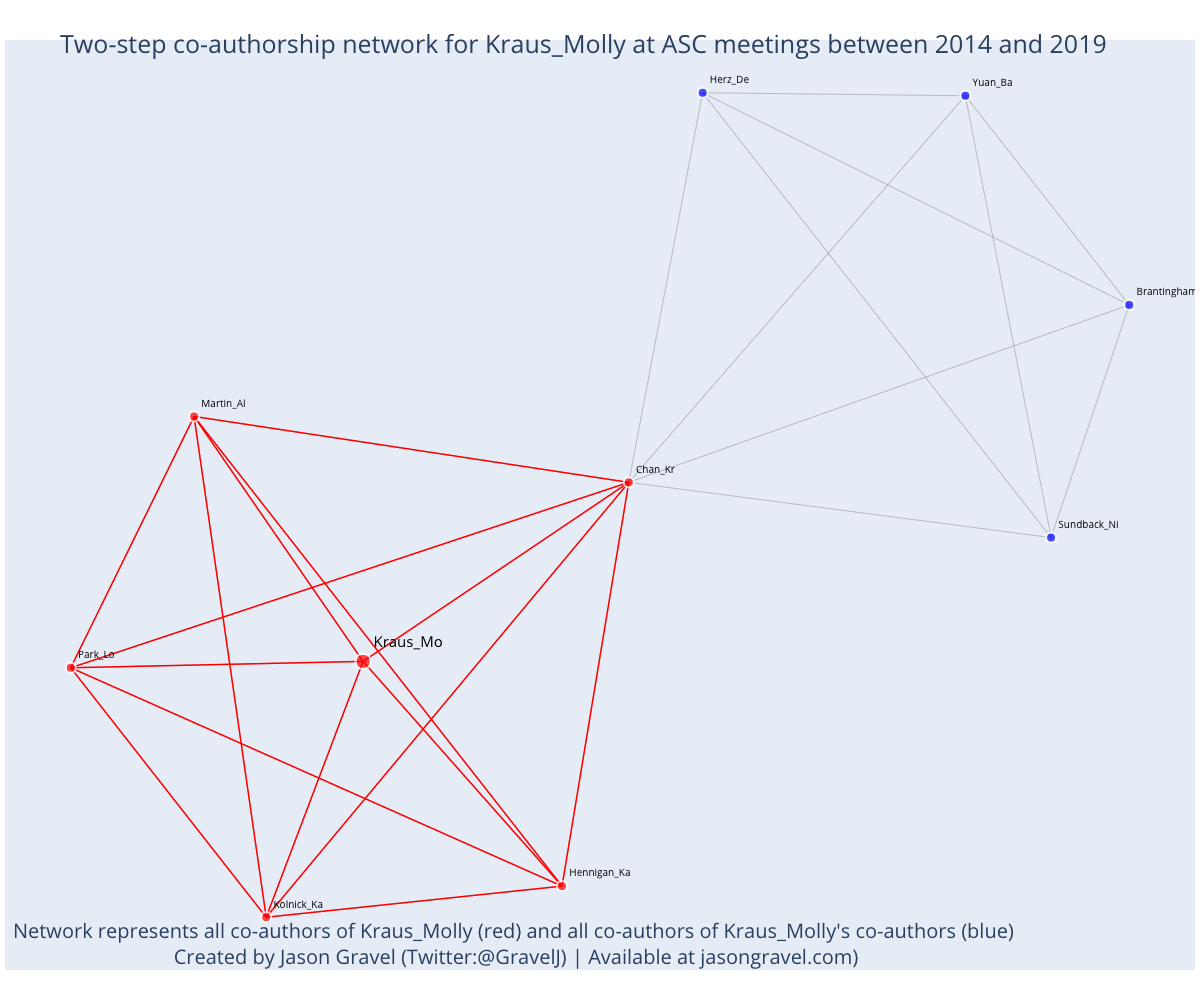 Two-step co-authorship network for Kraus_Molly at ASC meetings between 2014 and 2019
Herz_De
Yuan_Ba
Brantingham
Martin_Al
Chan_Kr
Sundback_Ni
Kraus_Mo
Park_Lo
Hennigan_Ka
Kolnick_Ka
Network represents all co-authors of Kraus_Molly (red) and all co-authors of Kraus_Molly's co-authors (blue)
Created by Jason Gravel (Twitter:@GravelJ) | Available at jasongravel.com)